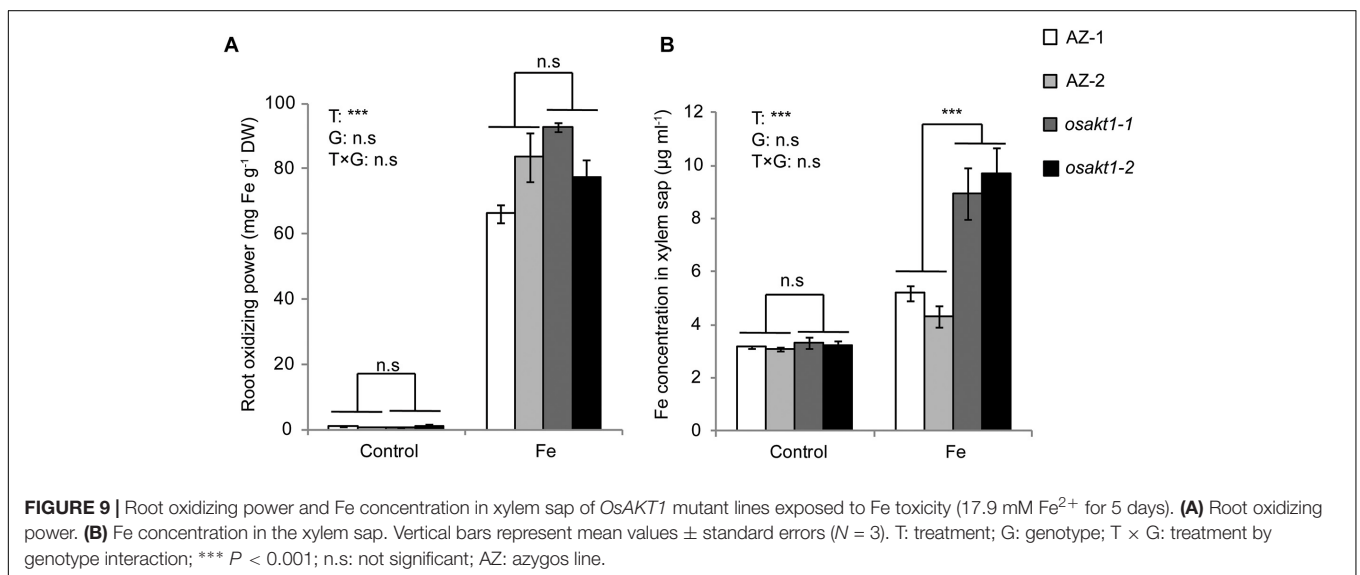 A
n.s
T: ***
G: n.s
T×G: n.s
Root oxidizing power (mg Fe g-1 DW)
100
80
60
40
20
0
n.s
Control
Fe
B
T: ***
G: n.s
T×G: n.s
Fe concentration in xylem sap (µg ml-1)
12
10
8
6
4
2
0
n.s
***
Control
Fe
AZ-1
AZ-2
osakt1-1
osakt1-2
FIGURE 9 | Root oxidizing power and Fe concentration in xylem sap of OsAKT1 mutant lines exposed to Fe toxicity (17.9 mM Fe2+ for 5 days). (A) Root oxidizing
power. (B) Fe concentration in the xylem sap. Vertical bars represent mean values ± standard errors (N = 3). T: treatment; G: genotype; T × G: treatment by
genotype interaction; *** P < 0.001; n.s: not significant; AZ: azygos line.